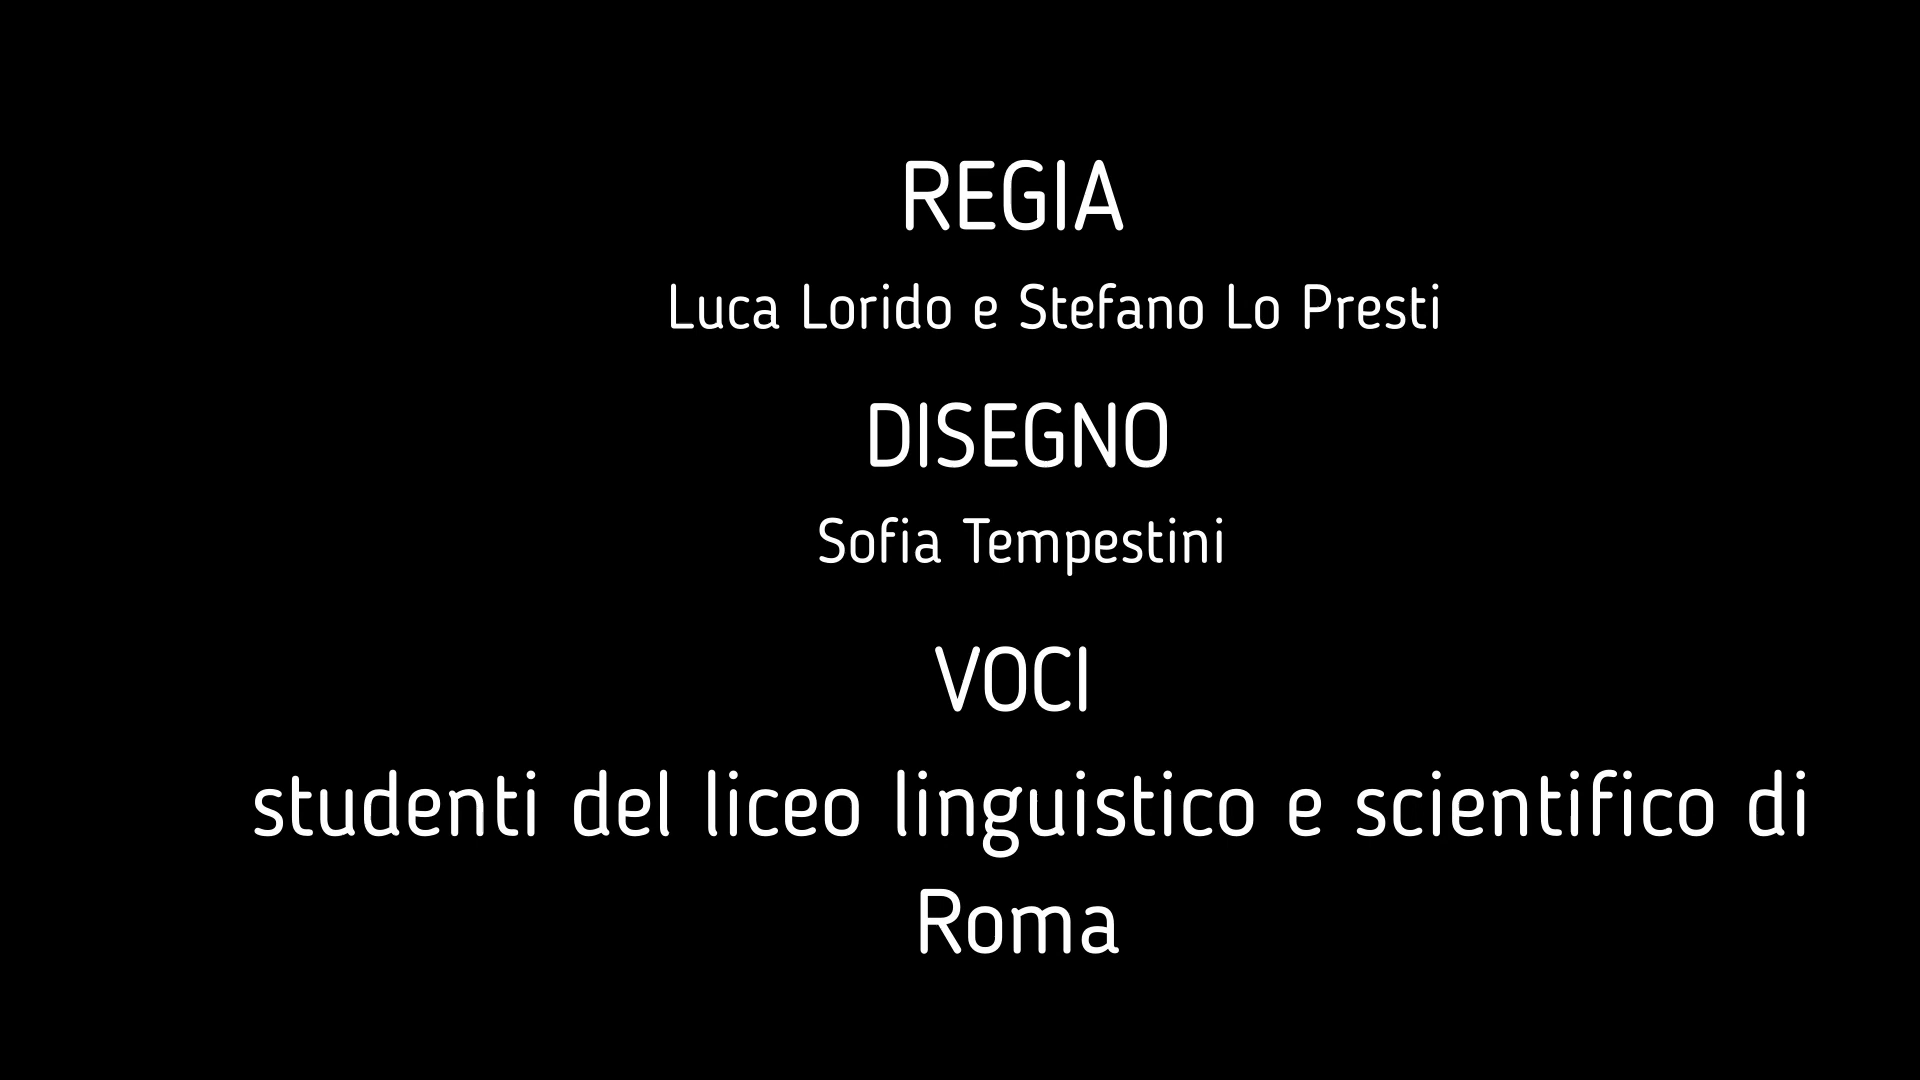 REGIA
Luca Lorido e Stefano Lo Presti
DISEGNO
Sofia Tempestini
VOCI
studenti del liceo linguistico e scientifico di
Roma